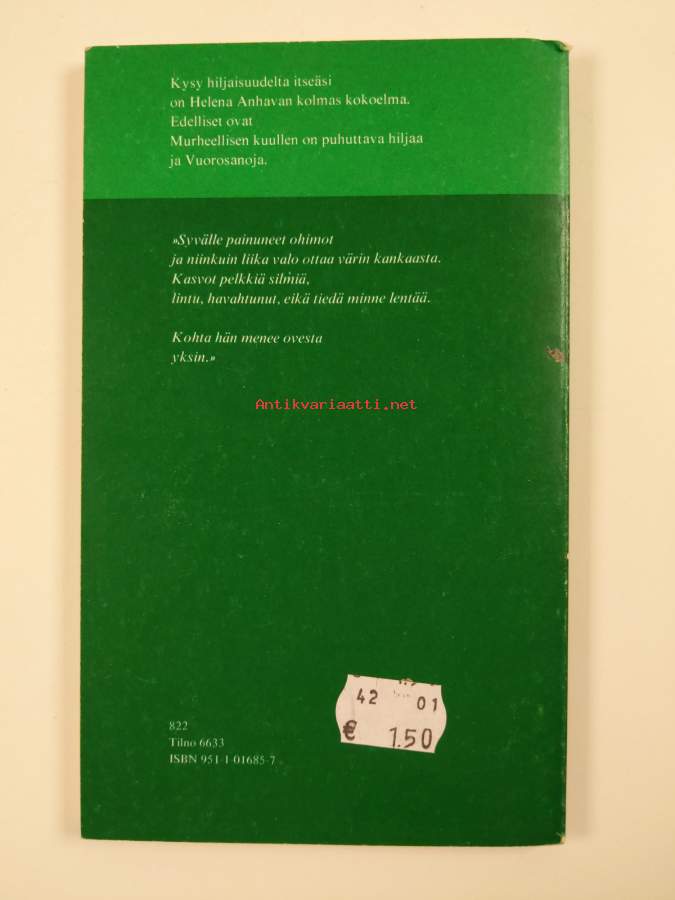 Kysy hiljaisuudelta itseäsi
on Helena Anhavan kolmas kokoelma.
Edelliset ovat
Murheellisen kuullen on puhuttava hiljaa
ja Vuorosanoja.
»Syvälle painuneet ohimot
ja niinkuin liika valo ottaa värin kankaasta.
Kasvot pelkkiä silmiä,
lintu, havahtunut, eikä tiedä minne lentää.
Kohta hän menee ovesta
yksin.»
Antikvariaatti.net
42 01
€ 1.50
822
Tilno 6633
ISBN 951-1-01685-7